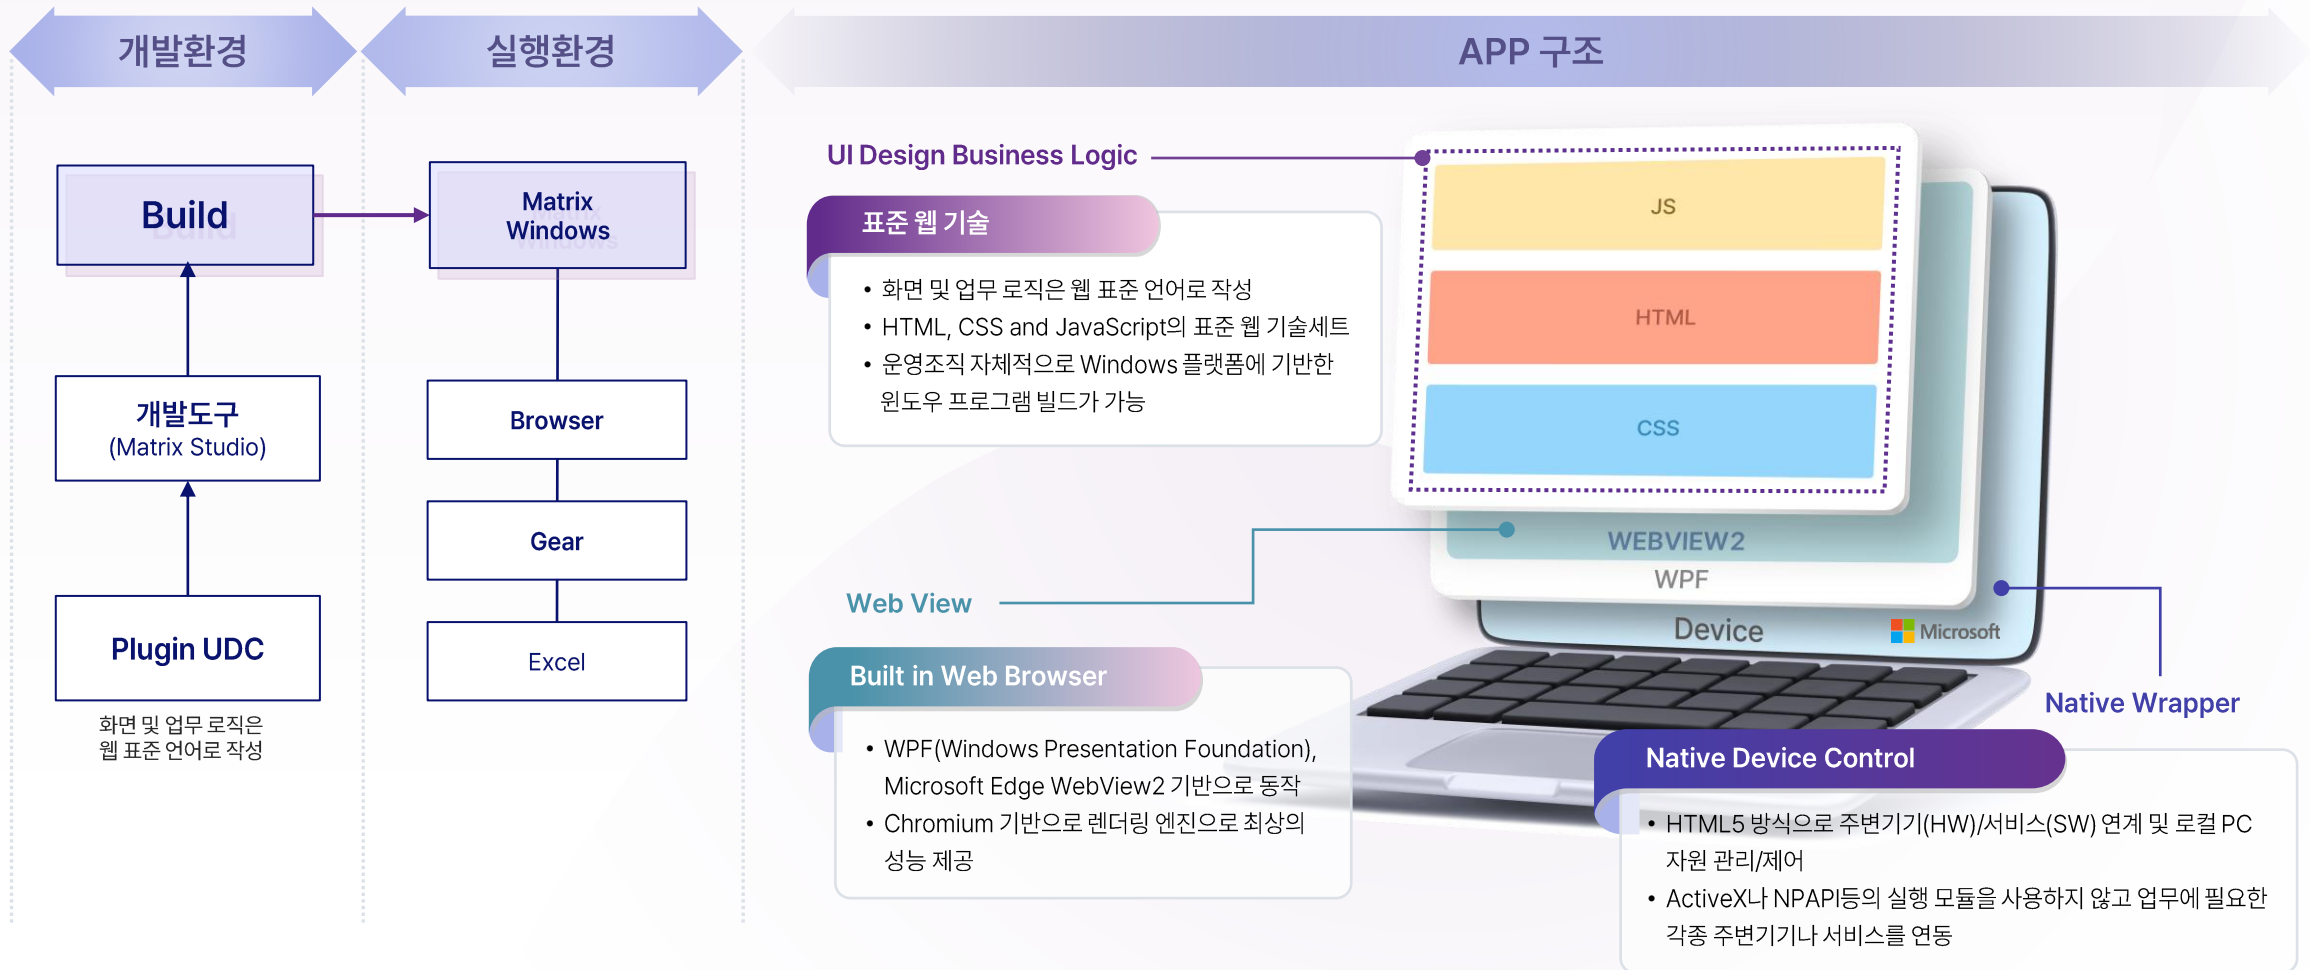 개발환경
실행환경
APP 구조
Build
개발도구
(Matrix Studio)
Plugin UDC
화면 및 업무 로직은
웹 표준 언어로 작성
Matrix
Windows
Browser
Gear
Excel
UI Design Business Logic
표준 웹 기술
• 화면 및 업무 로직은 웹 표준 언어로 작성
• HTML, CSS and JavaScript의 표준 웹 기술세트
• 운영조직 자체적으로 Windows 플랫폼에 기반한
윈도우 프로그램 빌드가 가능
JS
HTML
CSS
WEBVIEW2
WPF
Device
Microsoft
Web View
Built in Web Browser
• WPF(Windows Presentation Foundation),
Microsoft Edge WebView2 기반으로 동작
• Chromium 기반으로 렌더링 엔진으로 최상의
성능 제공
Native Wrapper
Native Device Control
• HTML5 방식으로 주변기기(HW)/서비스(SW) 연계 및 로컬 PC
자원 관리/제어
• ActiveX나 NPAPI등의 실행 모듈을 사용하지 않고 업무에 필요한
각종 주변기기나 서비스를 연동